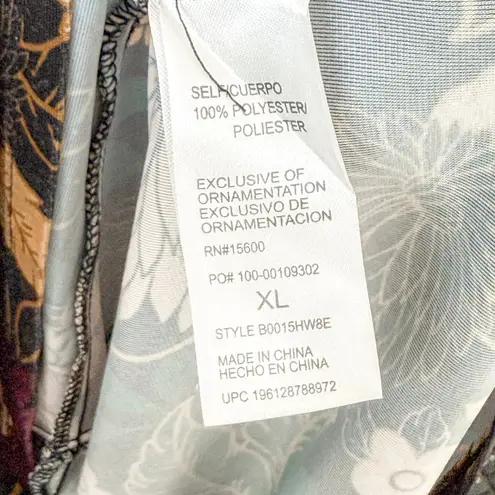 SELF/CUERPO
100% POLYESTER/
POLIESTER
EXCLUSIVE OF
ORNAMENTATION
EXCLUSIVO DE
ORNAMENTACION
RN#15600
PO# 100-00109302
XL
STYLE B0015HW8E
MADE IN CHINA
HECHO EN CHINA
UPC 196128788972